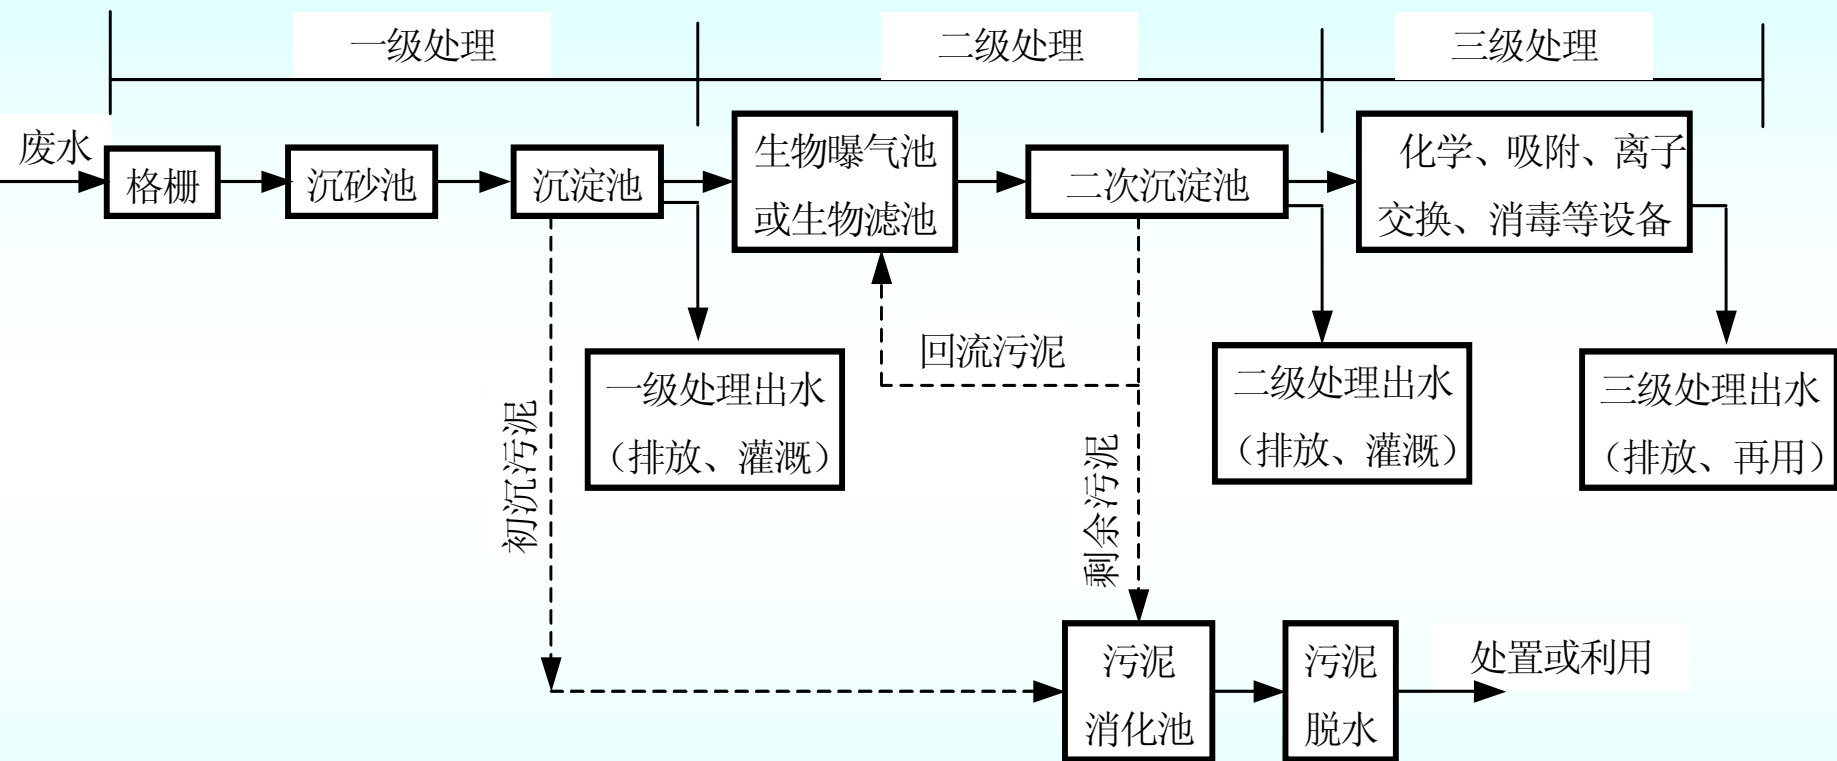 一级处理
二级处理
三级处理
废水
格栅
沉砂池
沉淀池
生物曝气池
或生物滤池
二次沉淀池
化学、吸附、离子
交换、消毒等设备
回流污泥
一级处理出水
（排放、灌溉）
二级处理出水
（排放、灌溉）
三级处理出水
（排放、再用）
初沉污泥
剩余污泥
污泥
消化池
污泥
脱水
处置或利用